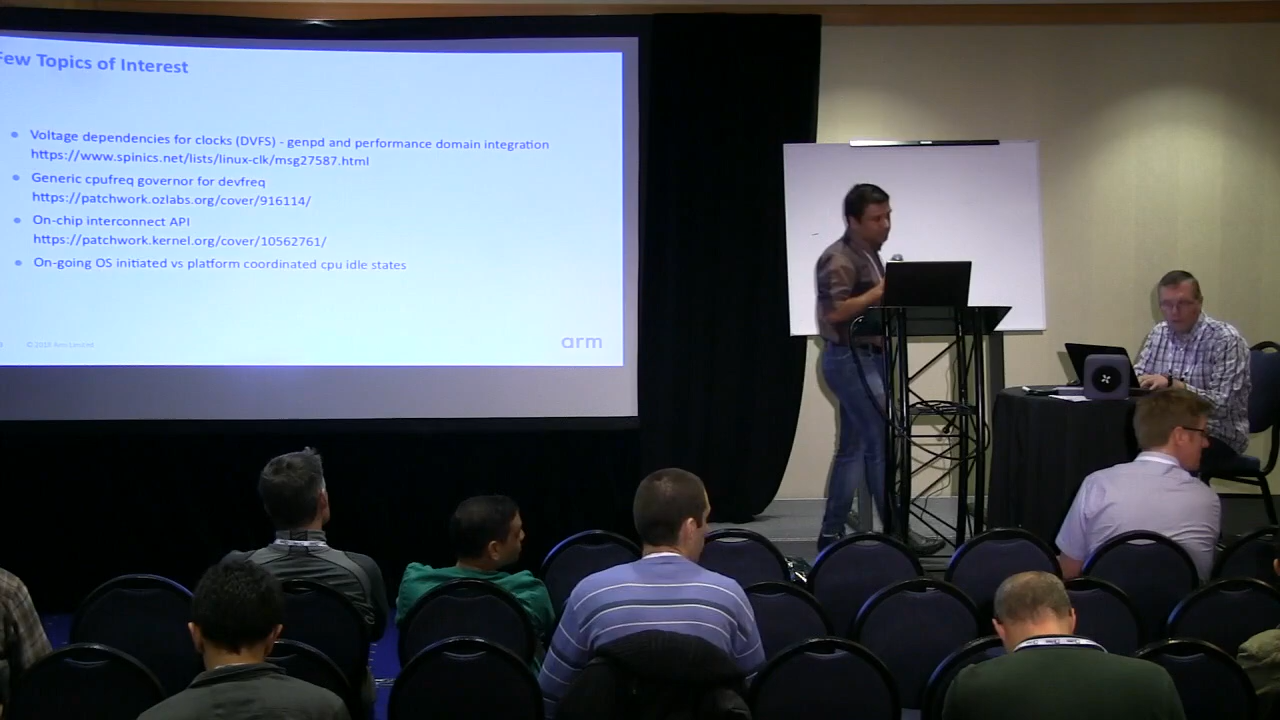 Few Topics of Interest
Voltage dependencies for clocks (DVFS) - genpd and performance domain integration
https://www.spinics.net/lists/linux-clk/msg27587.html
Generic cpufreq governor for devfreq
https://patchwork.ozlabs.org/cover/916114/
On-chip interconnect API
https://patchwork.kernel.org/cover/10562761/
On-going OS initiated vs platform coordinated cpu idle states
arm